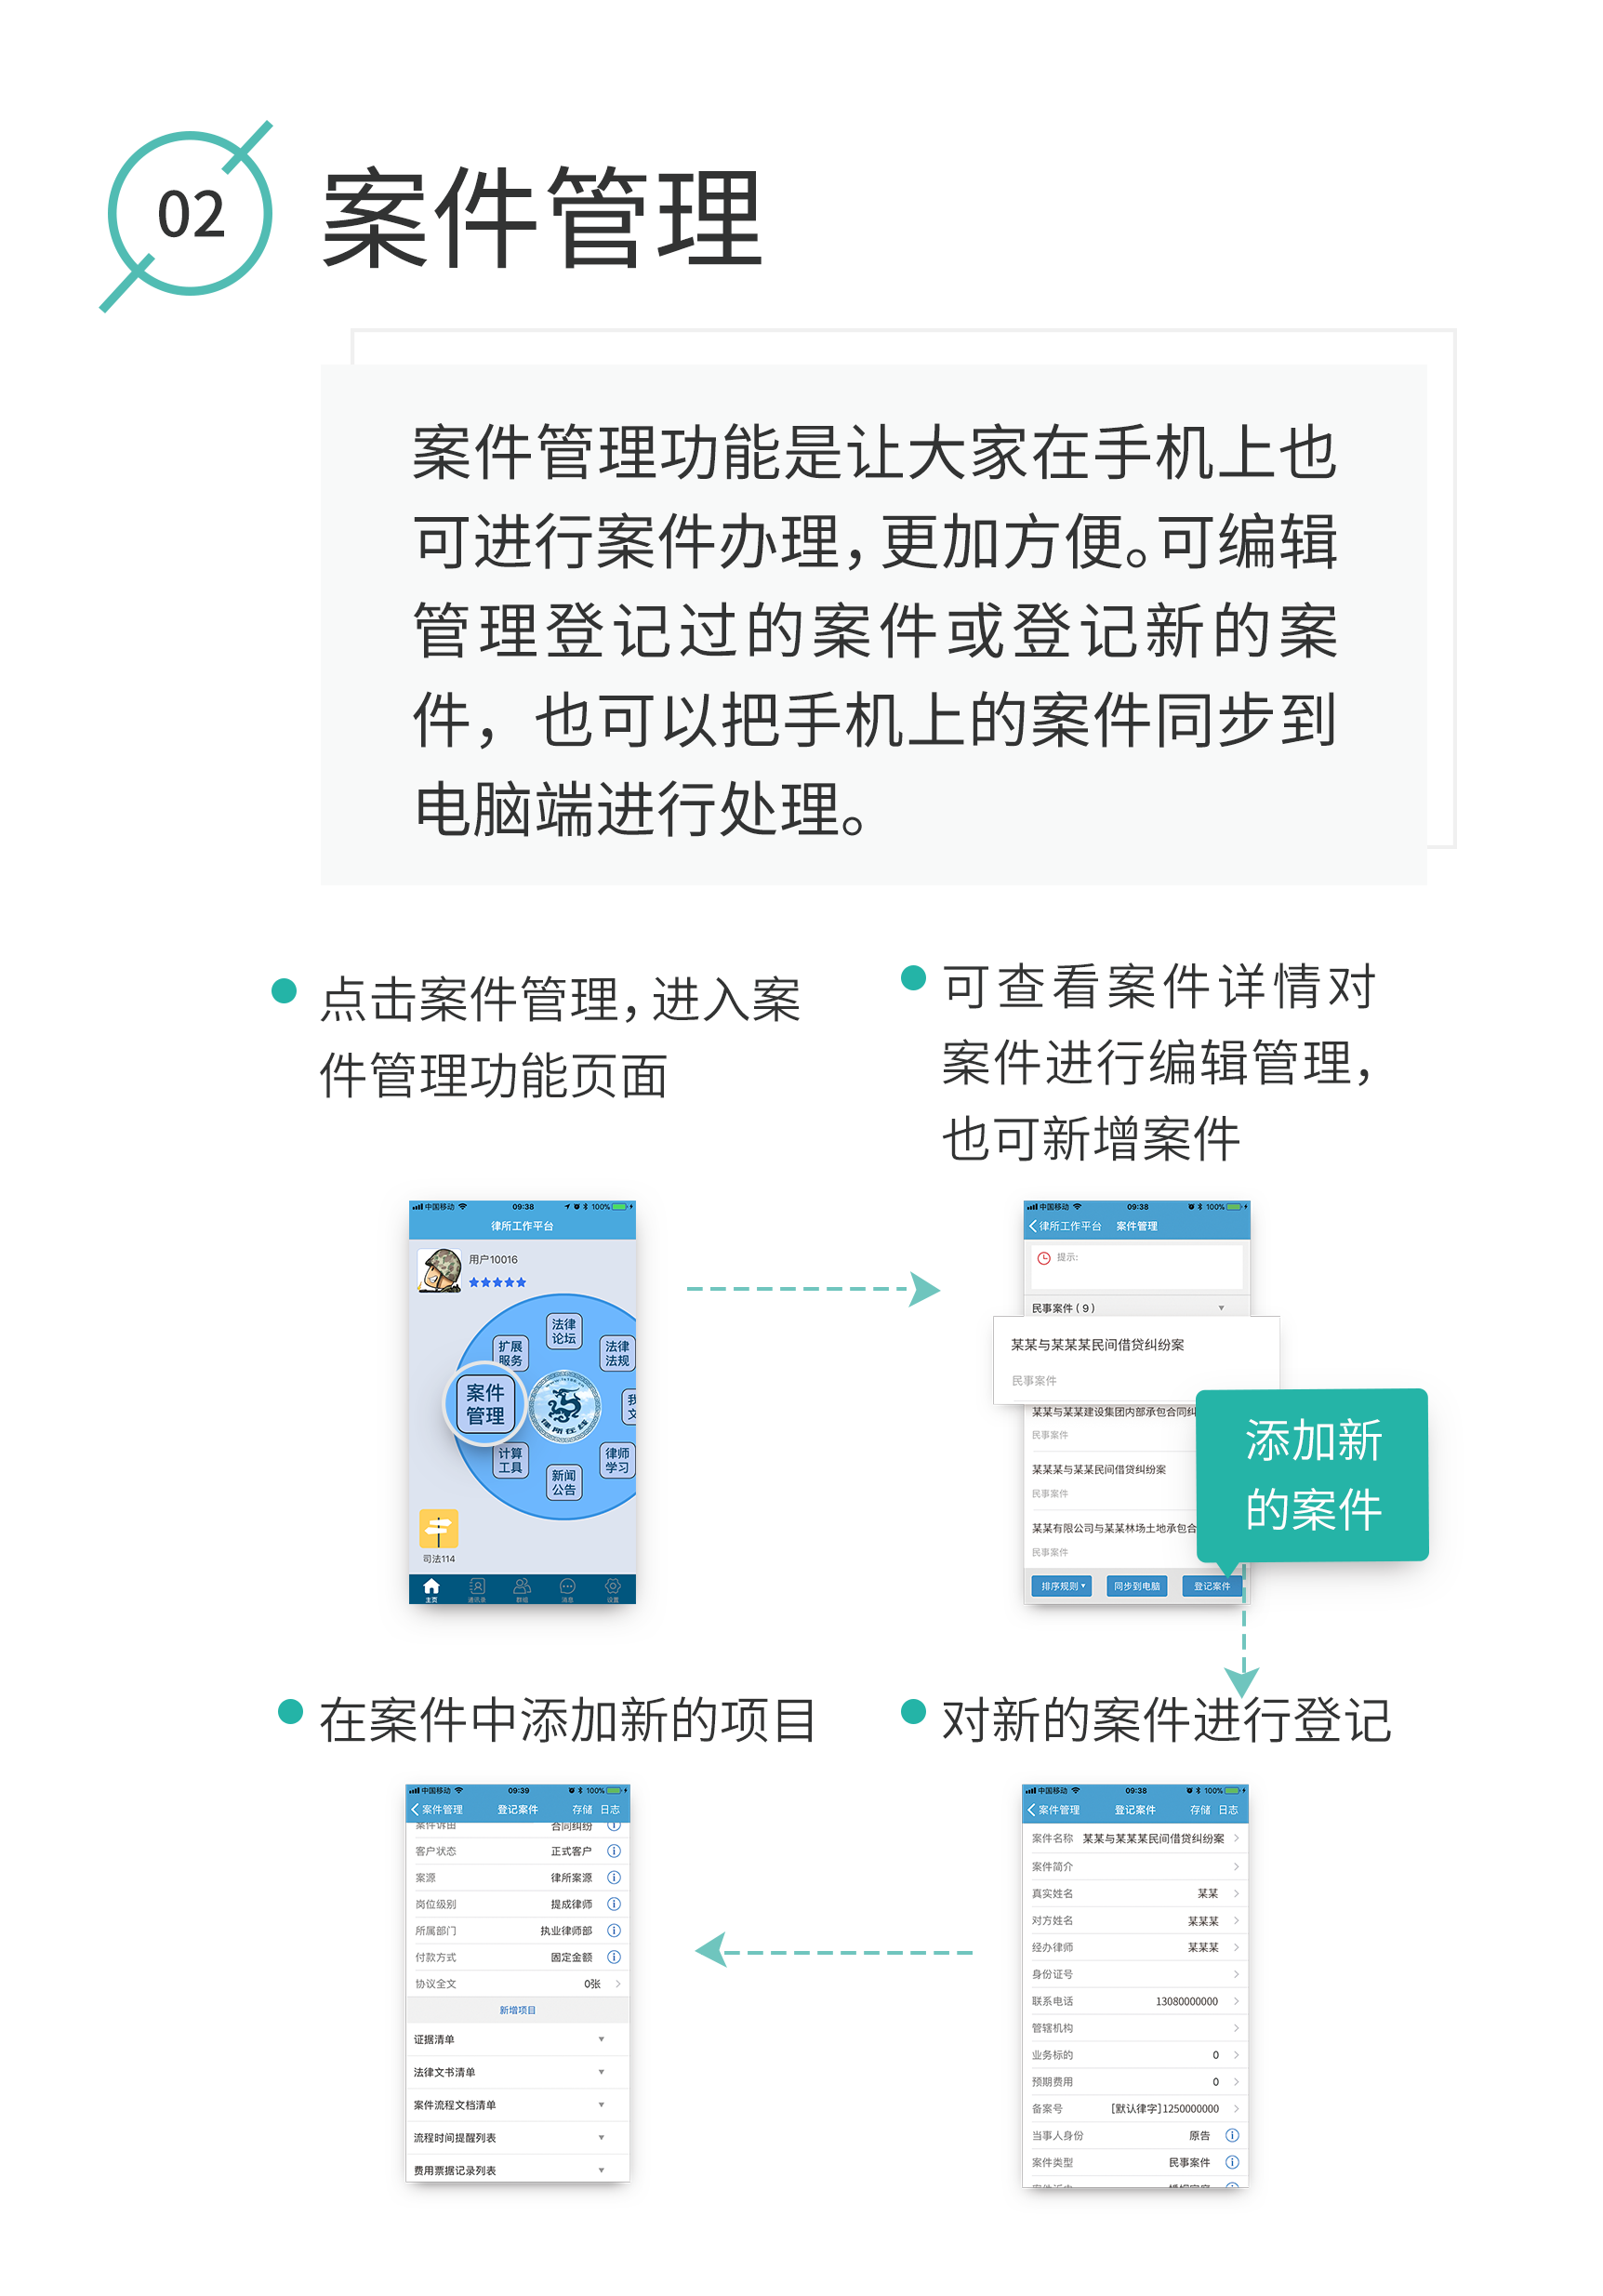 02
案件管理
案件管理功能是让大家在手机上也
可进行案件办理，更加方便。可编辑
管理登记过的案件或登记新的案
件，也可以把手机上的案件同步到
电脑端进行处理。
点击案件管理，进入案
件管理功能页面
可查看案件详情对
案件进行编辑管理，
也可新增案件
中国移动 09:38 100%
律所工作平台
用户10016
法律
论坛
扩展
服务
法律
法规
案件
管理
我
文
律所在线
计算
工具
律师
学习
新闻
公告
司法114
主页 通讯录 群组 消息 设置
中国移动 09:38 100%
律所工作平台 案件管理
提示:
民事案件 ( 9 )
某某与某某某民间借贷纠纷案
民事案件
某某与某某建设集团内部承包合同纠
民事案件
某某某与某某民间借贷纠纷案
民事案件
某某有限公司与某某林场土地承包合
民事案件
添加新
的案件
排序规则 同步到电脑 登记案件
在案件中添加新的项目
对新的案件进行登记
中国移动 09:39 100%
案件管理 登记案件 存储 日志
案件诉由 合同纠纷
客户状态 正式客户
案源 律所案源
岗位级别 提成律师
所属部门 执业律师部
付款方式 固定金额
协议全文 0张
新增项目
证据清单
法律文书清单
案件流程文档清单
流程时间提醒列表
费用票据记录列表
中国移动 09:38 100%
案件管理 登记案件 存储 日志
案件名称 某某与某某某民间借贷纠纷案
案件简介
真实姓名 某某
对方姓名 某某某
经办律师 某某某
身份证号
联系电话 13080000000
管辖机构
业务标的 0
预期费用 0
备案号 [默认律字]1250000000
当事人身份 原告
案件类型 民事案件